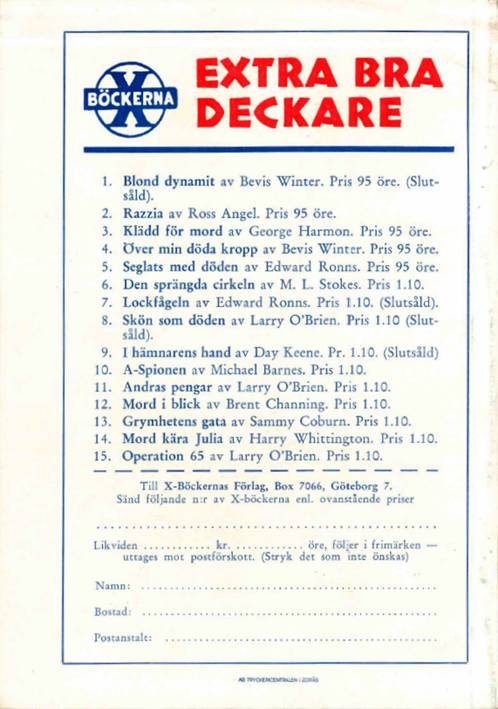 X
BÖCKERNA
EXTRA BRA
DECKARE
1. Blond dynamit av Bevis Winter. Pris 95 öre. (Slut-
såld).
2. Razzia av Ross Angel. Pris 95 öre.
3. Klädd för mord av George Harmon. Pris 95 öre.
4. Över min döda kropp av Bevis Winter. Pris 95 öre.
5. Seglats med döden av Edward Ronns. Pris 95 öre.
6. Den sprängda cirkeln av M. L. Stokes. Pris 1.10.
7. Lockfågeln av Edward Ronns. Pris 1.10. (Slutsåld).
8. Skön som döden av Larry O'Brien. Pris 1.10 (Slut-
såld).
9. I hämnarens hand av Day Keene. Pr. 1.10. (Slutsåld)
10. A-Spionen av Michael Barnes. Pris 1.10.
11. Andras pengar av Larry O'Brien. Pris 1.10.
12. Mord i blick av Brent Channing. Pris 1.10.
13. Grymhetens gata av Sammy Coburn. Pris 1.10.
14. Mord kära Julia av Harry Whittington. Pris 1.10.
15. Operation 65 av Larry O'Brien. Pris 1.10.
Till X-Böckernas Förlag, Box 7066, Göteborg 7.
Sänd följande n:r av X-böckerna enl. ovanstående priser
Likviden ............ kr. ............ öre, följer i frimärken —
uttages mot postförskott. (Stryk det som inte önskas)
Namn: ............
Bostad: ............
Postanstalt: ............
AB TRYCKERICENTRALEN I BORÅS